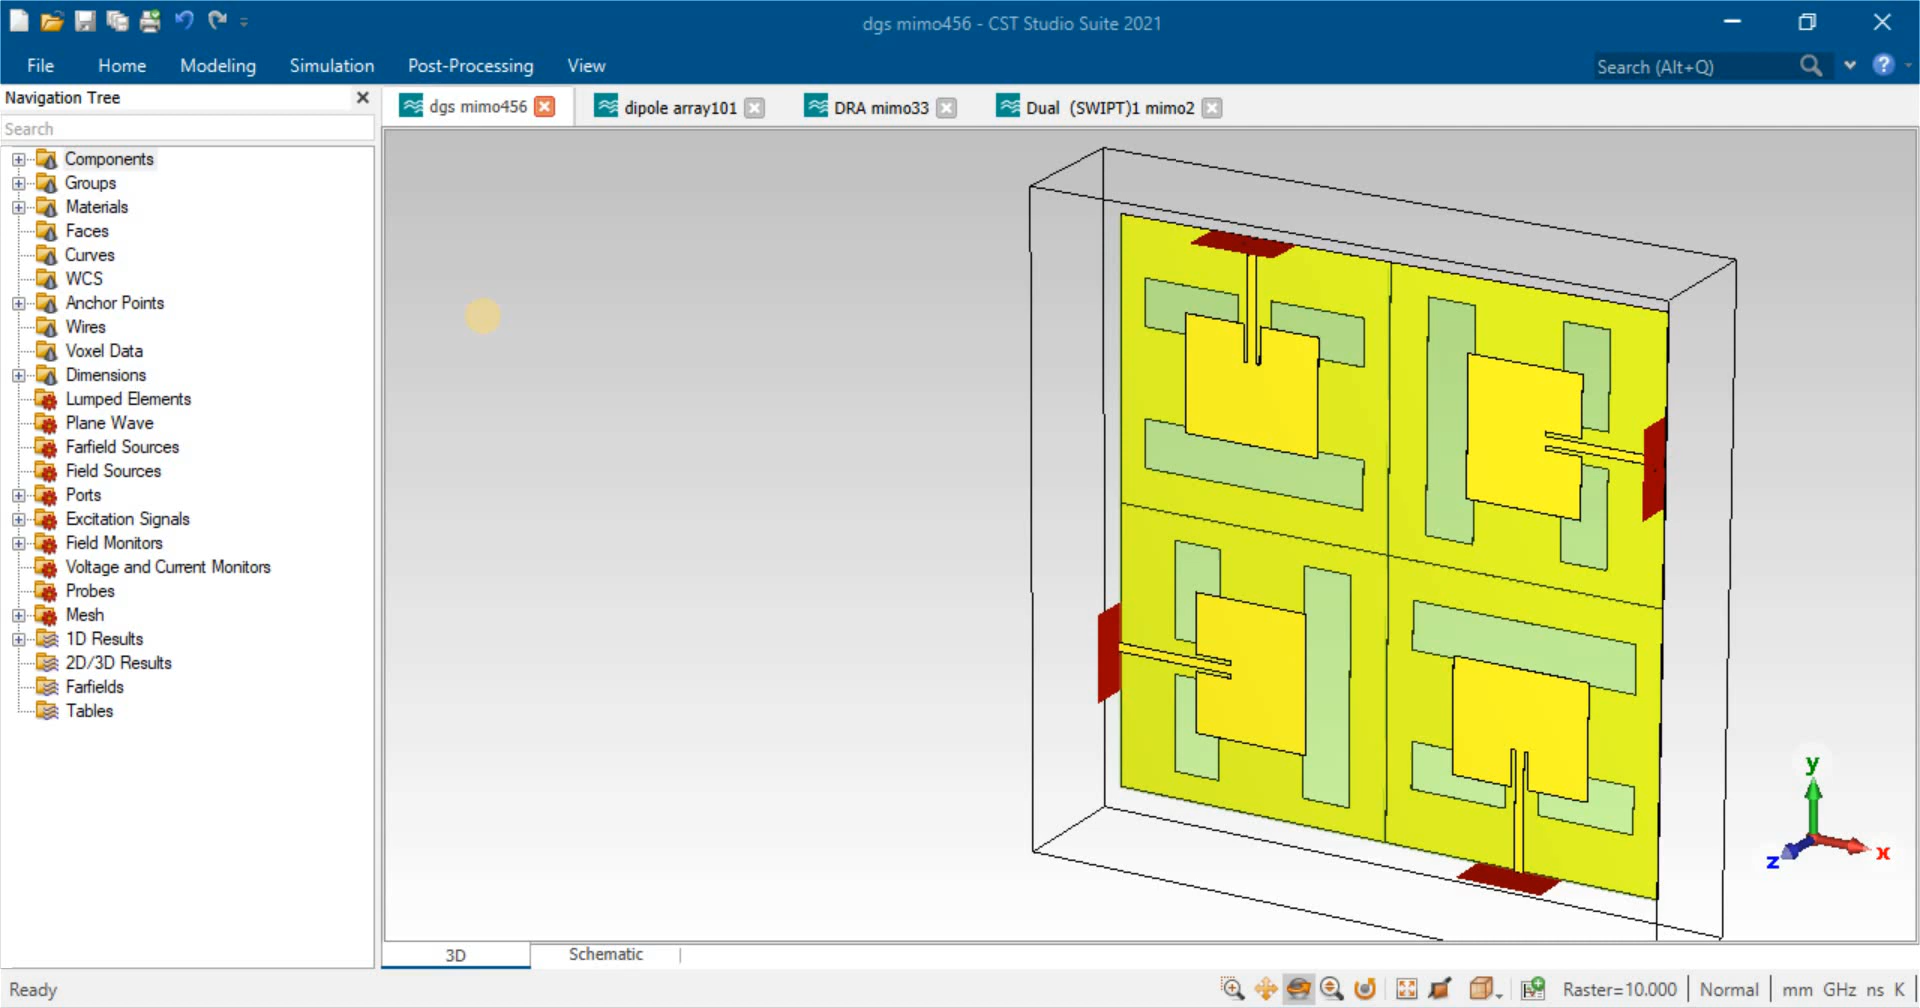 dgs mimo456 - CST Studio Suite 2021
File Home Modeling Simulation Post-Processing View
Search (Alt+Q)
Navigation Tree
dgs mimo456
dipole array101
DRA mimo33
Dual (SWIPT)1 mimo2
Search
Components
Groups
Materials
Faces
Curves
WCS
Anchor Points
Wires
Voxel Data
Dimensions
Lumped Elements
Plane Wave
Farfield Sources
Field Sources
Ports
Excitation Signals
Field Monitors
Voltage and Current Monitors
Probes
Mesh
1D Results
2D/3D Results
Farfields
Tables
y
x
z
3D
Schematic
Ready
Raster=10.000 Normal mm GHz ns K